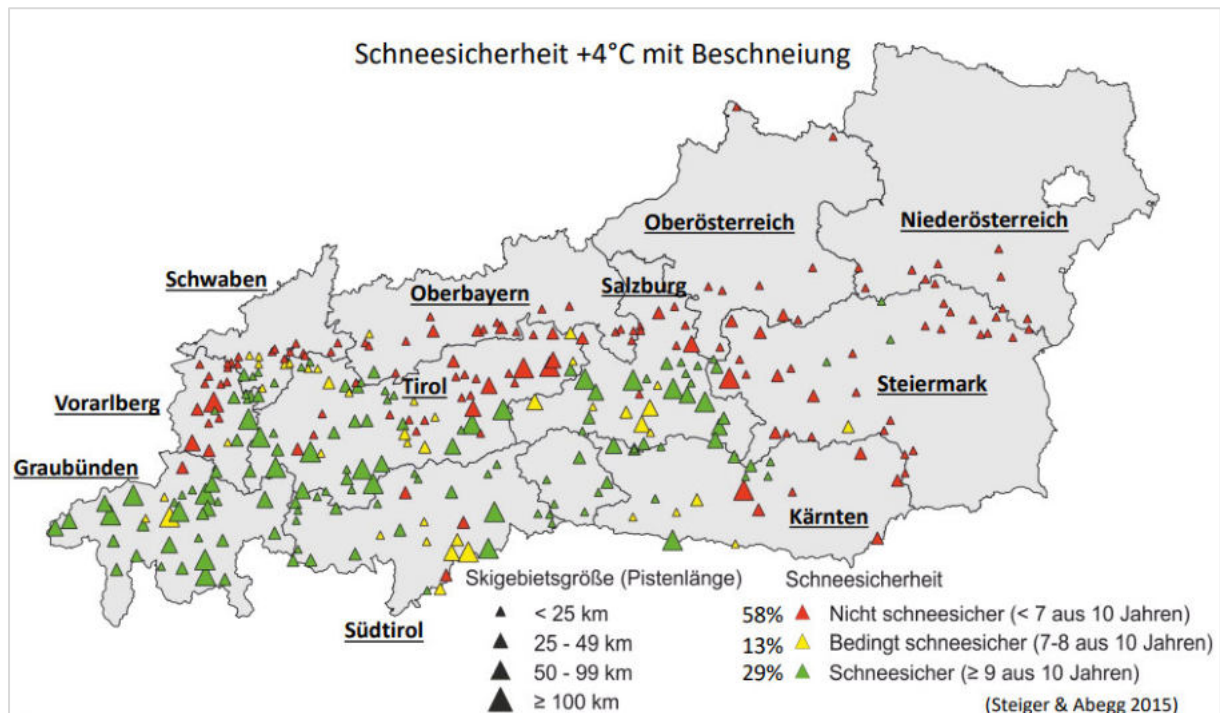 Schneesicherheit +4°C mit Beschneiung
Oberösterreich
Niederösterreich
Schwaben
Oberbayern
Salzburg
Tirol
Steiermark
Vorarlberg
Graubünden
Kärnten
Südtirol
Skigebietsgröße (Pistenlänge)
< 25 km
25 - 49 km
50 - 99 km
≥ 100 km
Schneesicherheit
58% Nicht schneesicher (< 7 aus 10 Jahren)
13% Bedingt schneesicher (7-8 aus 10 Jahren)
29% Schneesicher (≥ 9 aus 10 Jahren)
(Steiger & Abegg 2015)